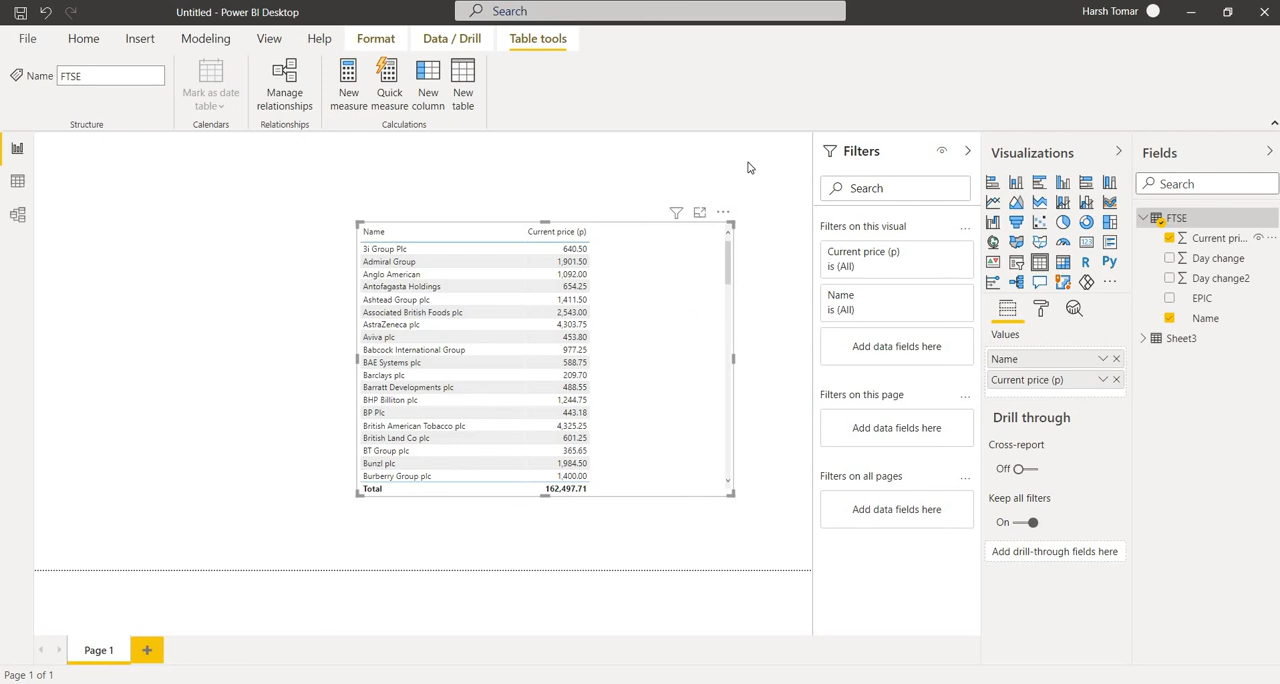 Untitled - Power BI Desktop
Search
Harsh Tomar
File
Home
Insert
Modeling
View
Help
Format
Data / Drill
Table tools
Name
FTSE
Mark as date table
Manage relationships
New measure
Quick measure
New column
New table
Structure
Calendars
Relationships
Calculations
Name Current price (p)
3i Group Plc 640.50
Admiral Group 1,901.50
Anglo American 1,092.00
Antofagasta Holdings 654.25
Ashtead Group plc 1,411.50
Associated British Foods plc 2,543.00
AstraZeneca plc 4,303.75
Aviva plc 453.80
Babcock International Group 977.25
BAE Systems plc 588.75
Barclays plc 209.70
Barratt Developments plc 488.55
BHP Billiton plc 1,244.75
BP Plc 443.18
British American Tobacco plc 4,325.25
British Land Co plc 601.25
BT Group plc 365.65
Bunzl plc 1,984.50
Burberry Group plc 1,400.00
Total 162,497.71
Filters
Search
Filters on this visual
Current price (p)
is (All)
Name
is (All)
Add data fields here
Filters on this page
Add data fields here
Filters on all pages
Add data fields here
Visualizations
R
Py
123
Values
Name
Current price (p)
Drill through
Cross-report
Off
Keep all filters
On
Add drill-through fields here
Fields
Search
FTSE
Current pri...
Day change
Day change2
EPIC
Name
Sheet3
Page 1
Page 1 of 1